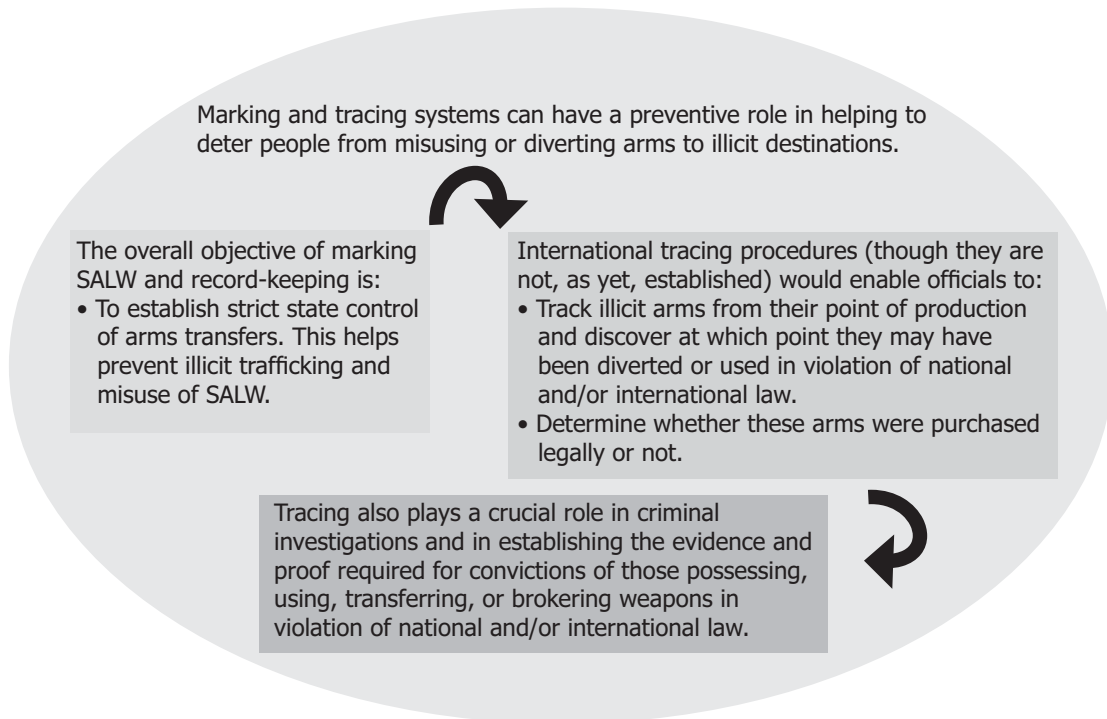 Marking and tracing systems can have a preventive role in helping to
deter people from misusing or diverting arms to illicit destinations.
The overall objective of marking
SALW and record-keeping is:
• To establish strict state control
of arms transfers. This helps
prevent illicit trafficking and
misuse of SALW.
International tracing procedures (though they are
not, as yet, established) would enable officials to:
• Track illicit arms from their point of production
and discover at which point they may have
been diverted or used in violation of national
and/or international law.
• Determine whether these arms were purchased
legally or not.
Tracing also plays a crucial role in criminal
investigations and in establishing the evidence and
proof required for convictions of those possessing,
using, transferring, or brokering weapons in
violation of national and/or international law.